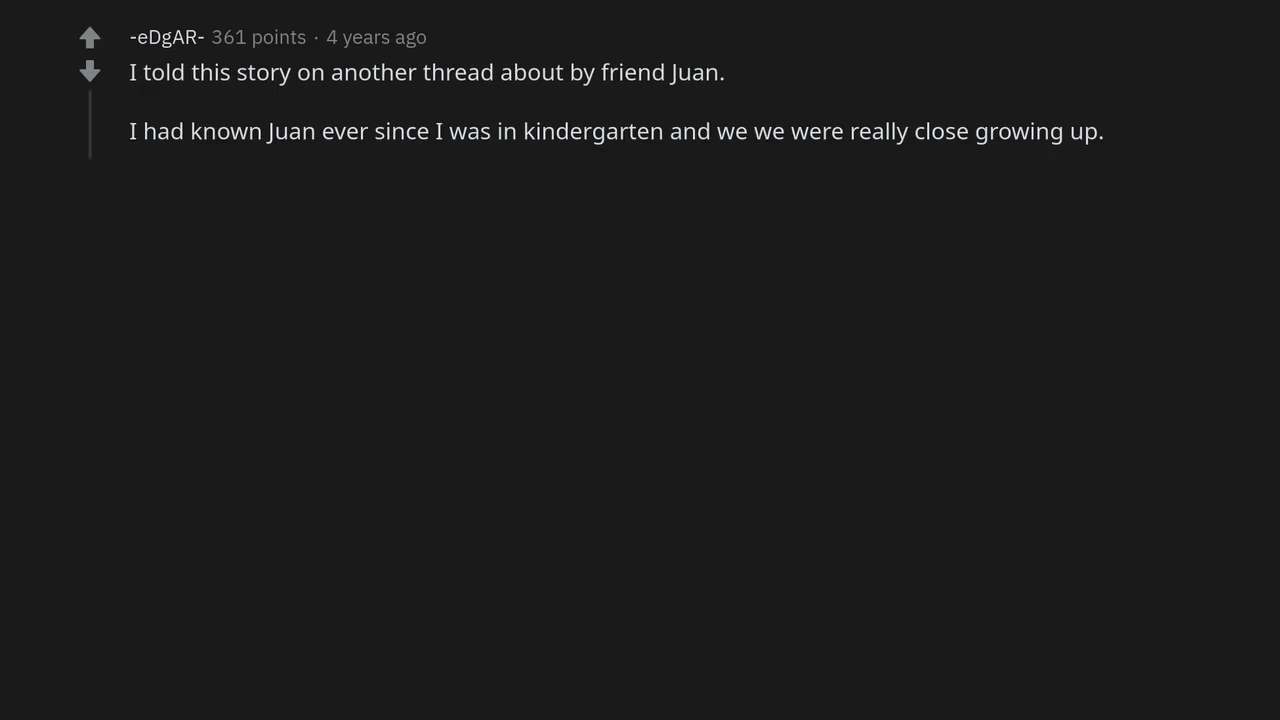 -eDgAR- 361 points · 4 years ago
I told this story on another thread about by friend Juan.
I had known Juan ever since I was in kindergarten and we we were really close growing up.